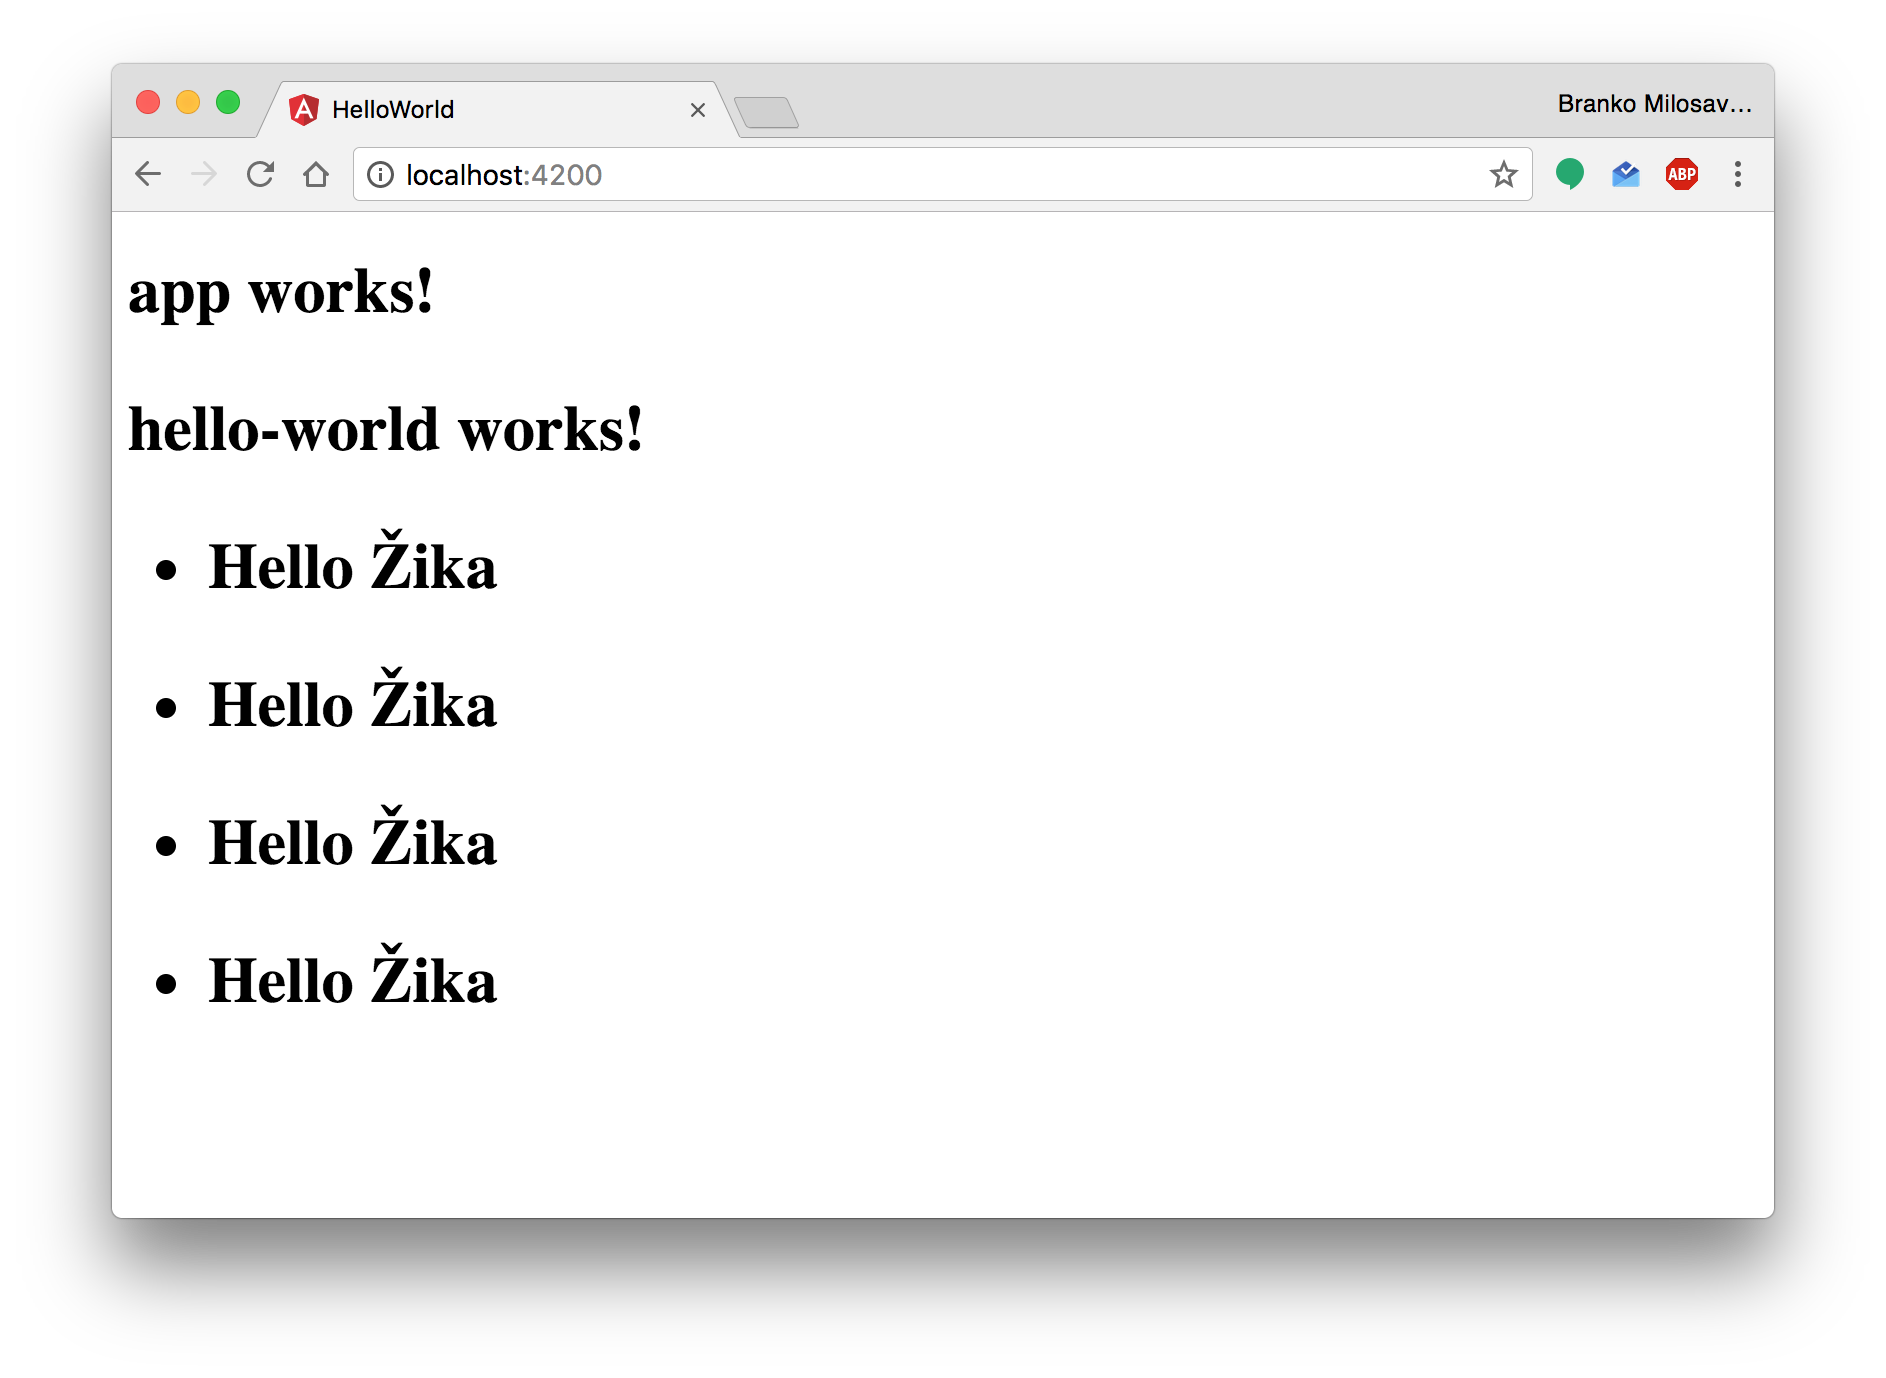 HelloWorld
Branko Milosav...
localhost:4200
ABP
app works!
hello-world works!
Hello Žika
Hello Žika
Hello Žika
Hello Žika